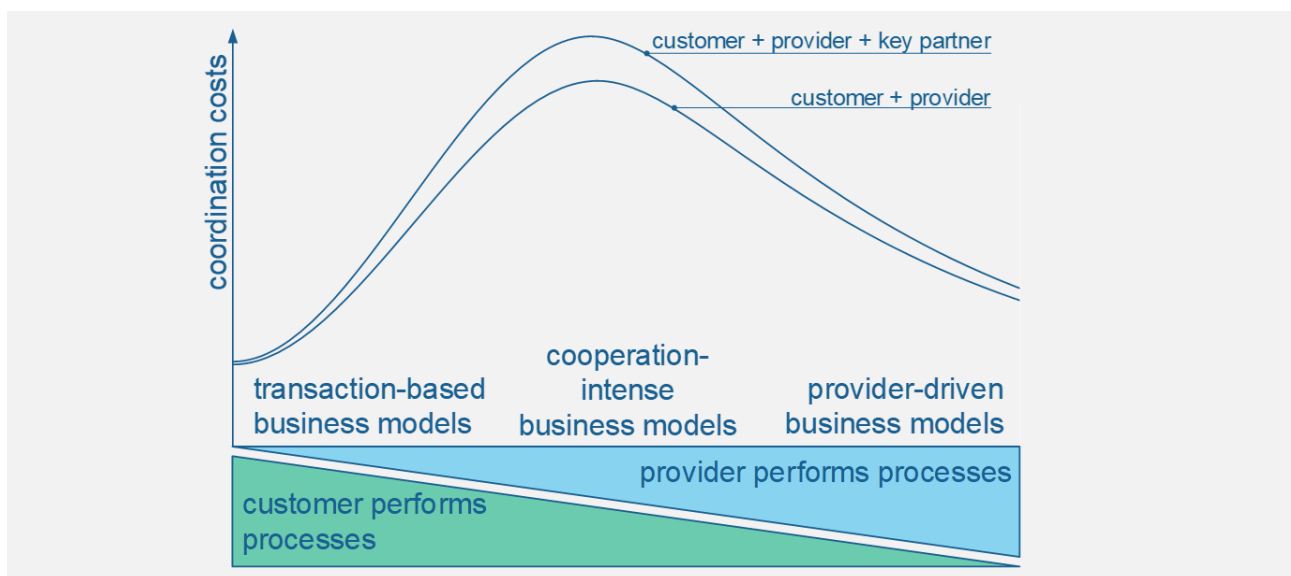 coordination costs
customer + provider + key partner
customer + provider
transaction-based
business models
cooperation-
intense
business models
provider-driven
business models
provider performs processes
customer performs
processes